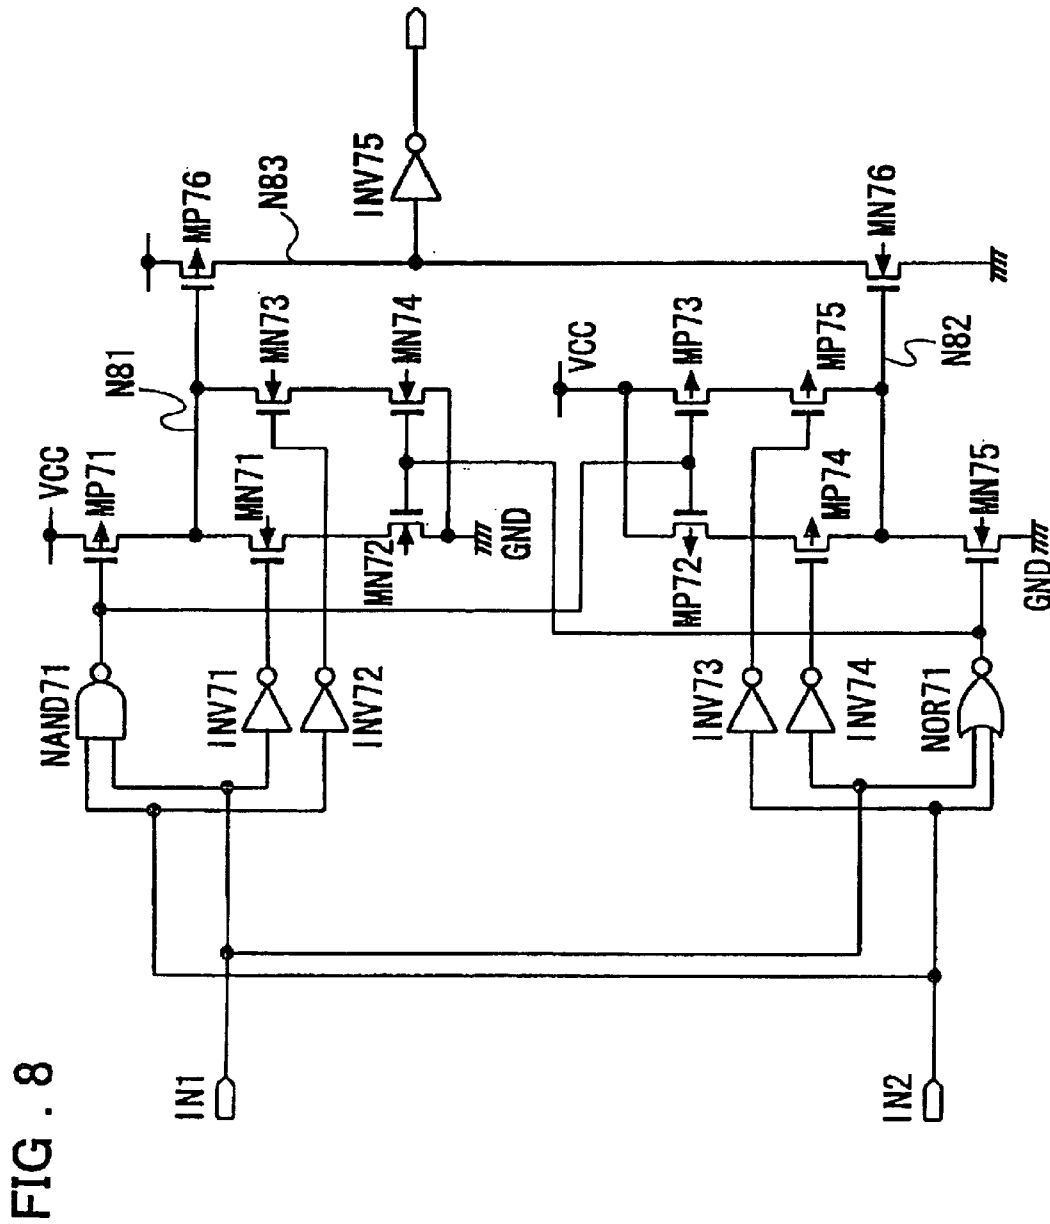 FIG . 8
IN1
IN2
NAND71
INV71
INV72
INV73
INV74
NOR71
VCC
MP71
N81
MN71
MN72
GND
MN73
MN74
MP76
N83
INV75
VCC
MP72
MP73
MP74
MP75
MN75
GND
N82
MN76